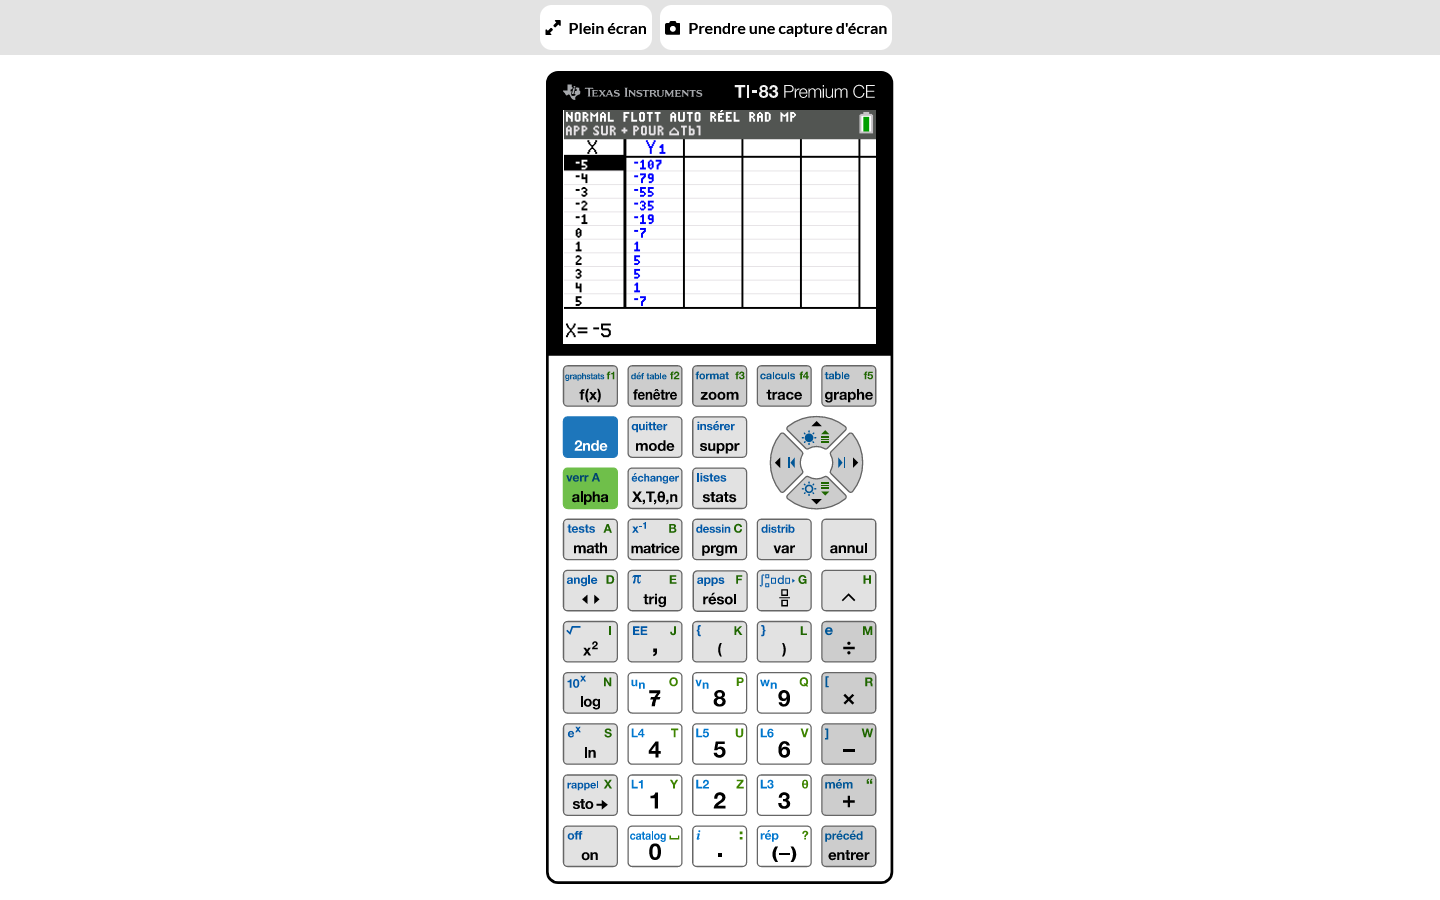 Plein écran Prendre une capture d'écran
TEXAS INSTRUMENTS TI-83 Premium CE
NORMAL FLOTT AUTO RÉEL RAD MP
APP SUR + POUR △Tbl
X Y1
-5 -107
-4 -79
-3 -55
-2 -35
-1 -19
0 -7
1 1
2 5
3 5
4 1
5 -7
X= -5
graphstats f1 déf table f2 format f3 calculs f4 table f5
f(x) fenêtre zoom trace graphe
quitter insérer
2nde mode suppr
verr A échanger listes
alpha X,T,θ,n stats
tests A x-1 B dessin C distrib
math matrice prgm var annul
angle D π E apps F ∫□□d□▸ G H
◂ ▸ trig résol □/□ ^
√ I EE J { K } L e M
x² , ( ) ÷
10x N un O vn P wn Q [ R
log 7 8 9 ×
ex S L4 T L5 U L6 V ] W
ln 4 5 6 −
rappel X L1 Y L2 Z L3 θ mém “
sto➔ 1 2 3 +
off catalog ⎵ i : rép ? précéd
on 0 . (−) entrer